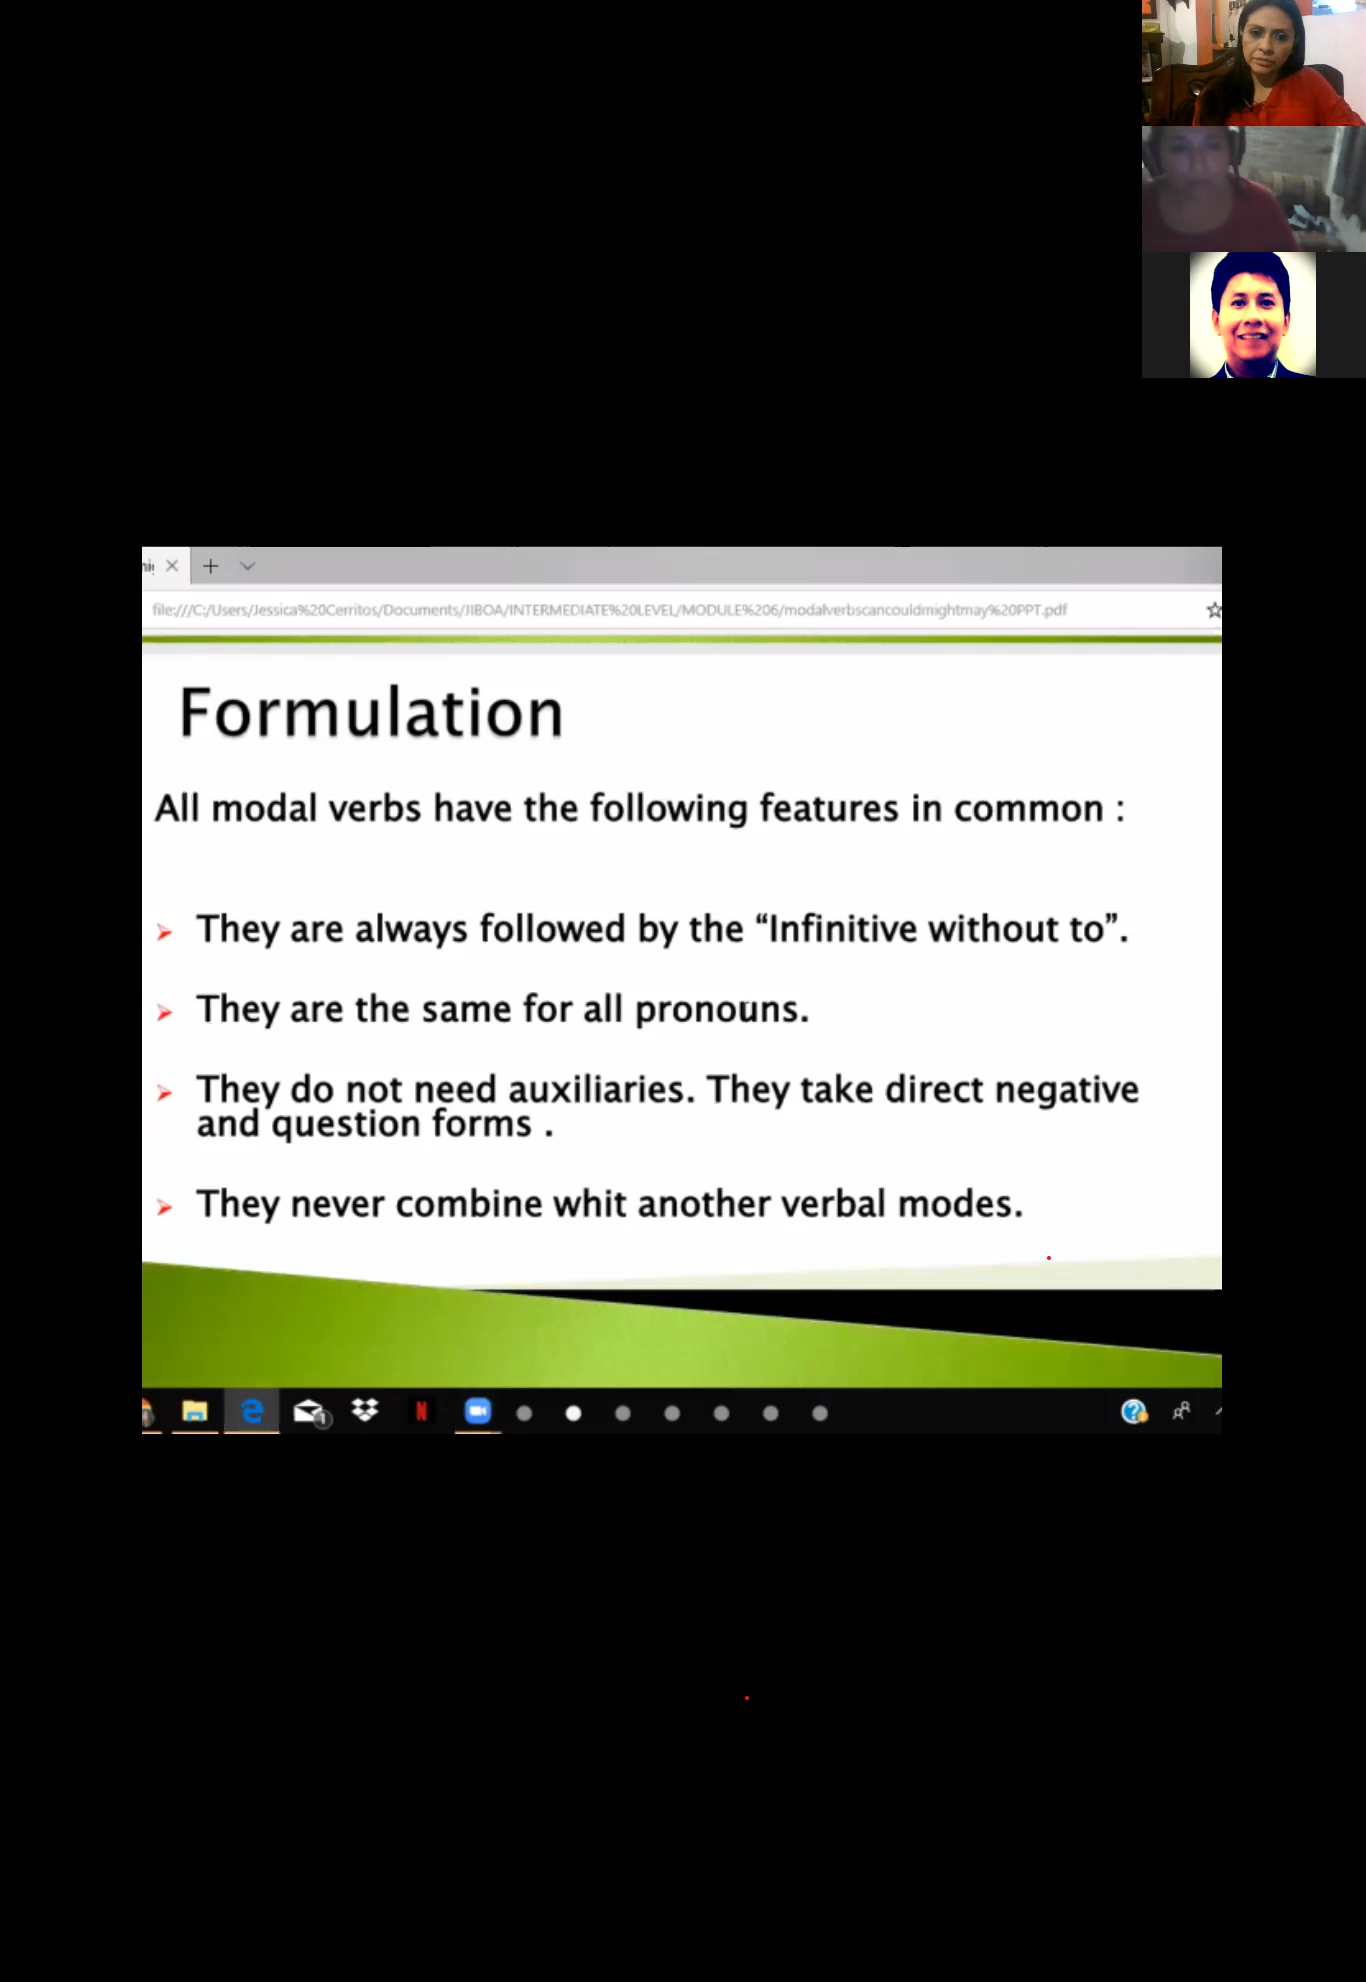 file:///C:/Users/Jessica%20Cerritos/Documents/JIBOA/INTERMEDIATE%20LEVEL/MODULE%206/modalverbscancouldmightmay%20PPT.pdf
Formulation
All modal verbs have the following features in common :
➤ They are always followed by the “Infinitive without to”.
➤ They are the same for all pronouns.
➤ They do not need auxiliaries. They take direct negative
and question forms .
➤ They never combine whit another verbal modes.
1